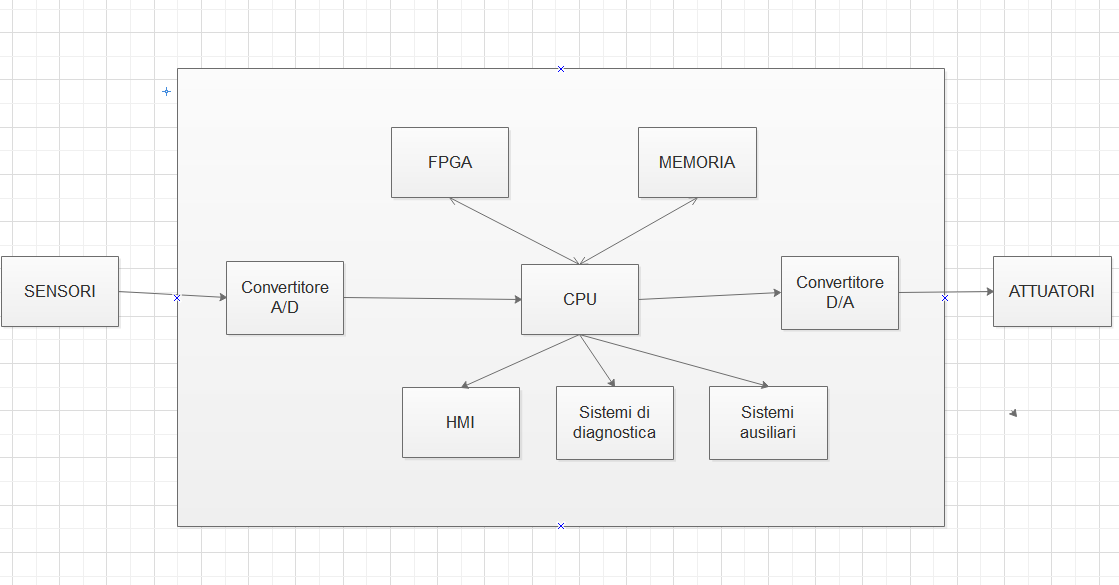 FPGA
MEMORIA
SENSORI
Convertitore
A/D
CPU
Convertitore
D/A
ATTUATORI
HMI
Sistemi di
diagnostica
Sistemi
ausiliari